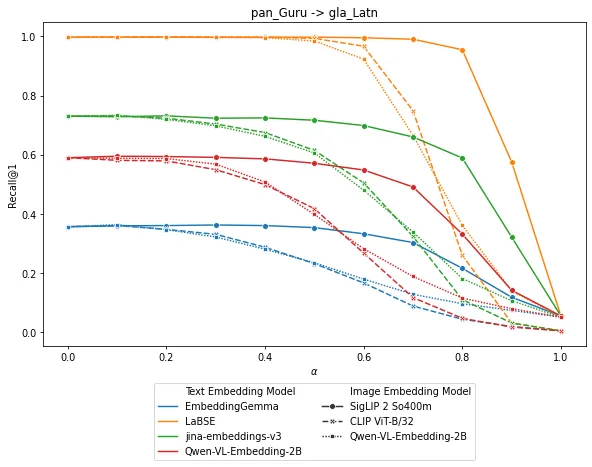 pan_Guru -> gla_Latn
Recall@1
1.0
0.8
0.6
0.4
0.2
0.0
0.0 0.2 0.4 0.6 0.8 1.0
α
Text Embedding Model
EmbeddingGemma
LaBSE
jina-embeddings-v3
Qwen-VL-Embedding-2B
Image Embedding Model
SigLIP 2 So400m
CLIP ViT-B/32
Qwen-VL-Embedding-2B